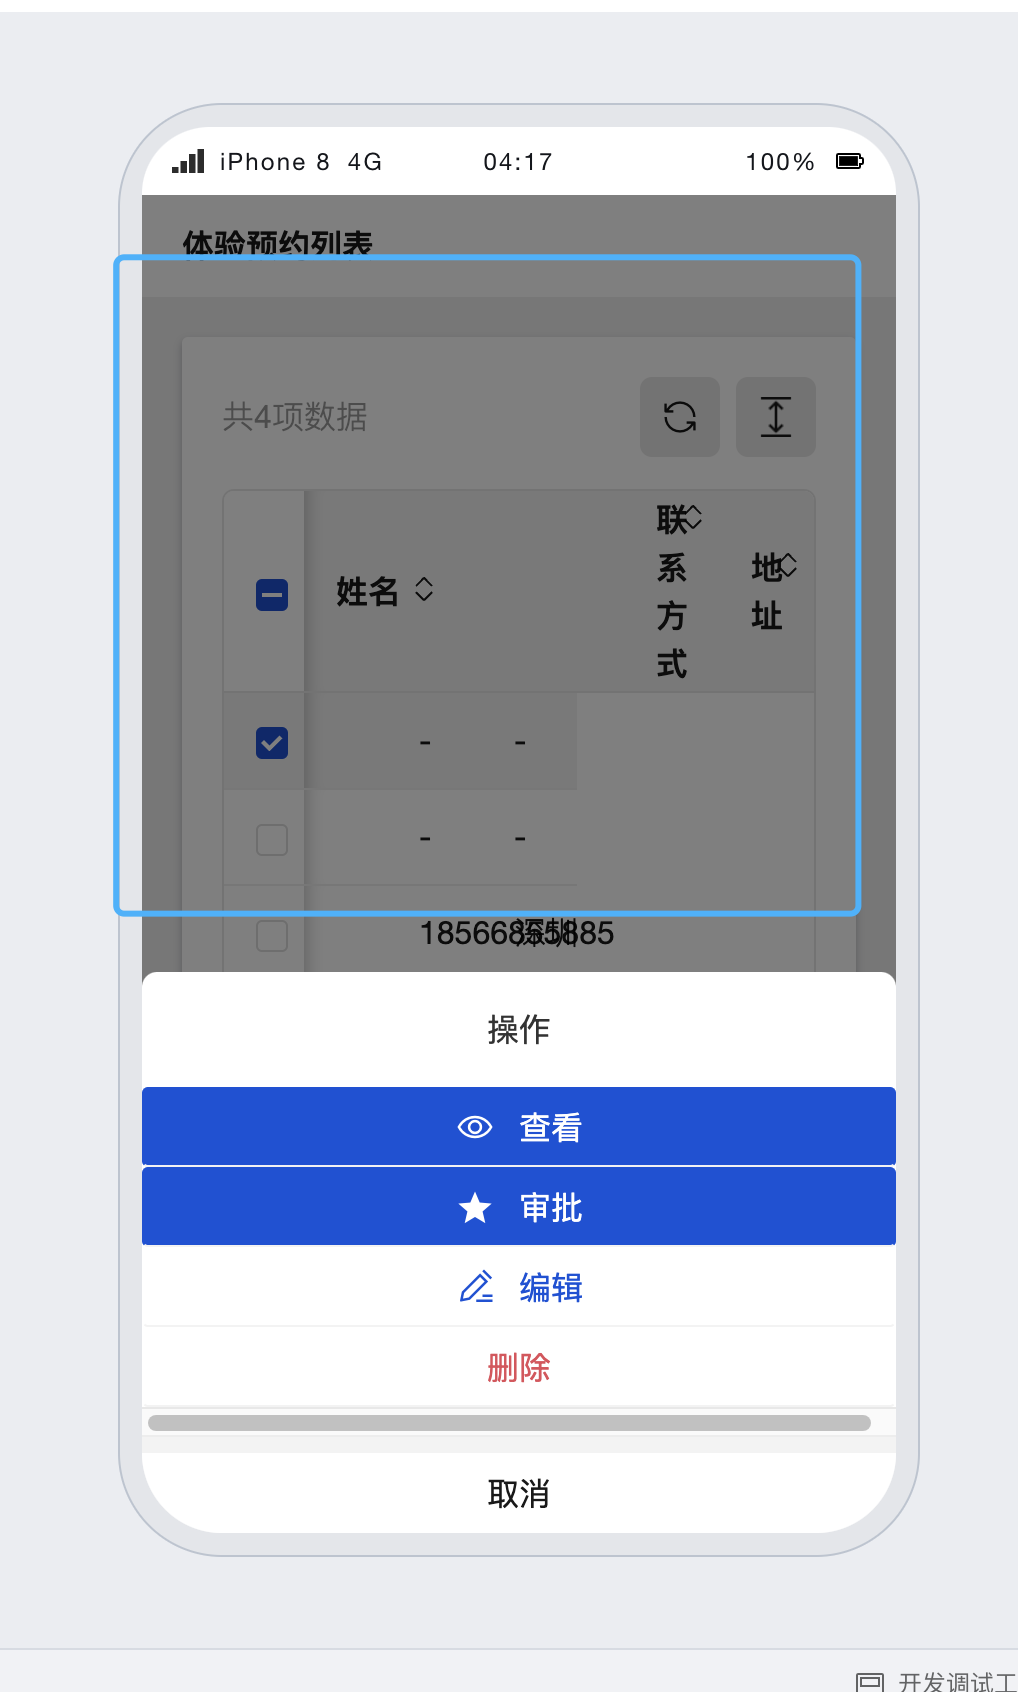 iPhone 8 4G 04:17 100%
体验预约列表
共4项数据
姓名 联系方式 地址
- -
- -
18566855885 深圳
操作
查看
审批
编辑
删除
取消
开发调试工